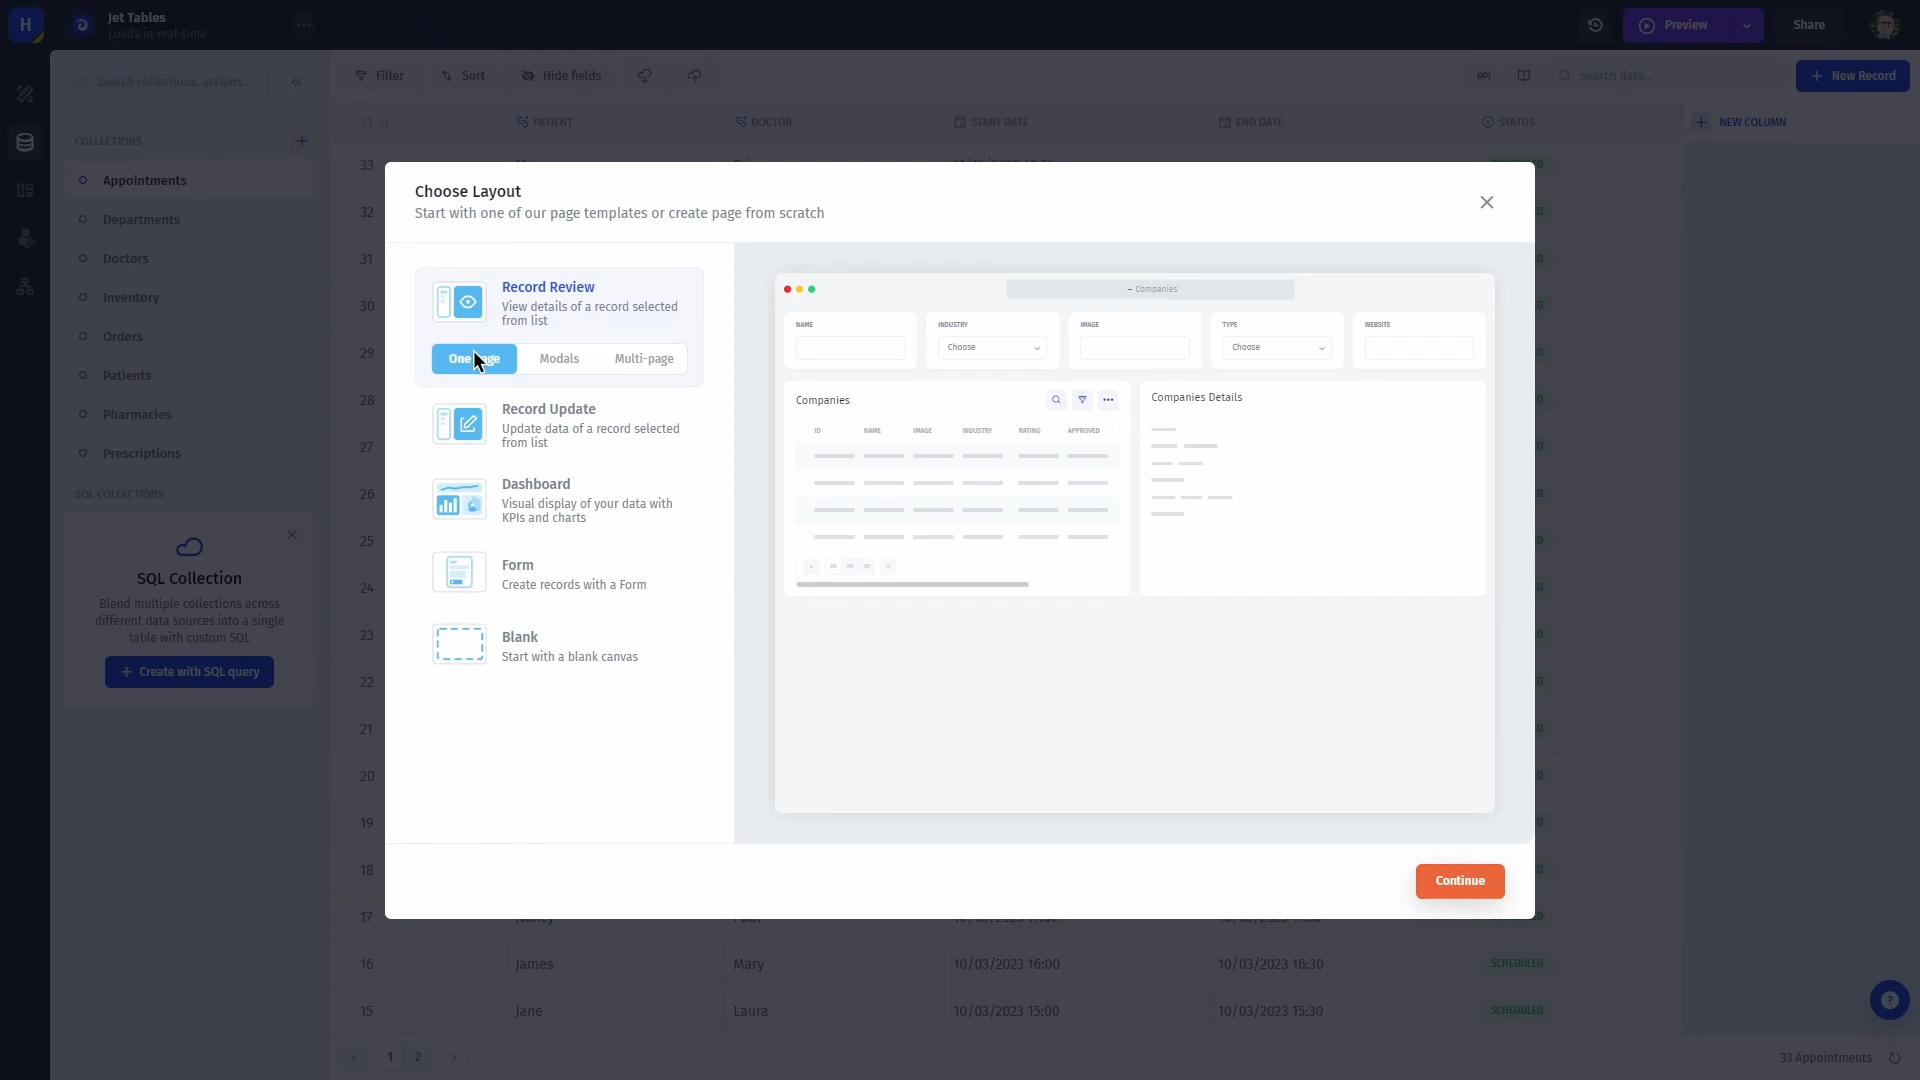 H
Jet Tables
Loads in real-time
Preview
Share
Search collections, actions...
Filter
Sort
Hide fields
API
Search data...
New Record
COLLECTIONS
Appointments
Departments
Doctors
Inventory
Orders
Patients
Pharmacies
Prescriptions
SQL COLLECTIONS
SQL Collection
Blend multiple collections across
different data sources into a single
table with custom SQL
Create with SQL query
ID
PATIENT
DOCTOR
START DATE
END DATE
STATUS
NEW COLUMN
33
32
31
30
29
28
27
26
25
24
23
22
21
20
19
18
17
16 James Mary 10/03/2023 16:00 10/03/2023 16:30 SCHEDULED
15 Jane Laura 10/03/2023 15:00 10/03/2023 15:30 SCHEDULED
1 2
33 Appointments
?
Choose Layout
Start with one of our page templates or create page from scratch
Record Review
View details of a record selected
from list
Modals
Multi-page
Record Update
Update data of a record selected
from list
Dashboard
Visual display of your data with
KPIs and charts
Form
Create records with a Form
Blank
Start with a blank canvas
– Companies
NAME
INDUSTRY
IMAGE
TYPE
WEBSITE
Choose
Choose
Companies
ID
NAME
IMAGE
INDUSTRY
RATING
APPROVED
Companies Details
Continue